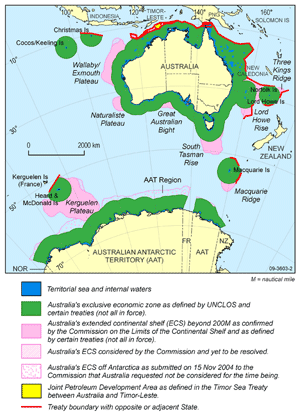 INDONESIA
TIMOR-
LESTE
PNG
SOLOMON IS
120°
140°
160°
Christmas Is
Cocos/Keeling Is
10°
Wallaby/
Exmouth
Plateau
AUSTRALIA
NEW
CALEDONIA
Three
Kings
Ridge
Norfolk Is
Lord Howe Is
Lord
Howe
Rise
30°
Naturaliste
Plateau
Great
Australian
Bight
South
Tasman
Rise
NEW
ZEALAND
Kerguelen Is
(France)
Heard &
McDonald Is
Kerguelen
Plateau
AAT Region
Macquarie Is
Macquarie
Ridge
50°
AUSTRALIAN ANTARCTIC
TERRITORY (AAT)
FR
AAT
NZ
NOR
09-3603-2
M = nautical mile
Territorial sea and internal waters
Australia's exclusive economic zone as defined by UNCLOS and
certain treaties (not all in force).
Australia's extended continental shelf (ECS) beyond 200M as confirmed
by the Commission on the Limits of the Continental Shelf and as defined
by certain treaties (not all in force).
Australia's ECS considered by the Commission and yet to be resolved.
Australia's ECS off Antarctica as submitted on 15 Nov 2004 to the
Commission that Australia requested not considered for the time being.
Joint Petroleum Development Area as defined in the Timor Sea Treaty
between Australia and Timor-Leste.
Treaty boundary with opposite or adjacent State.